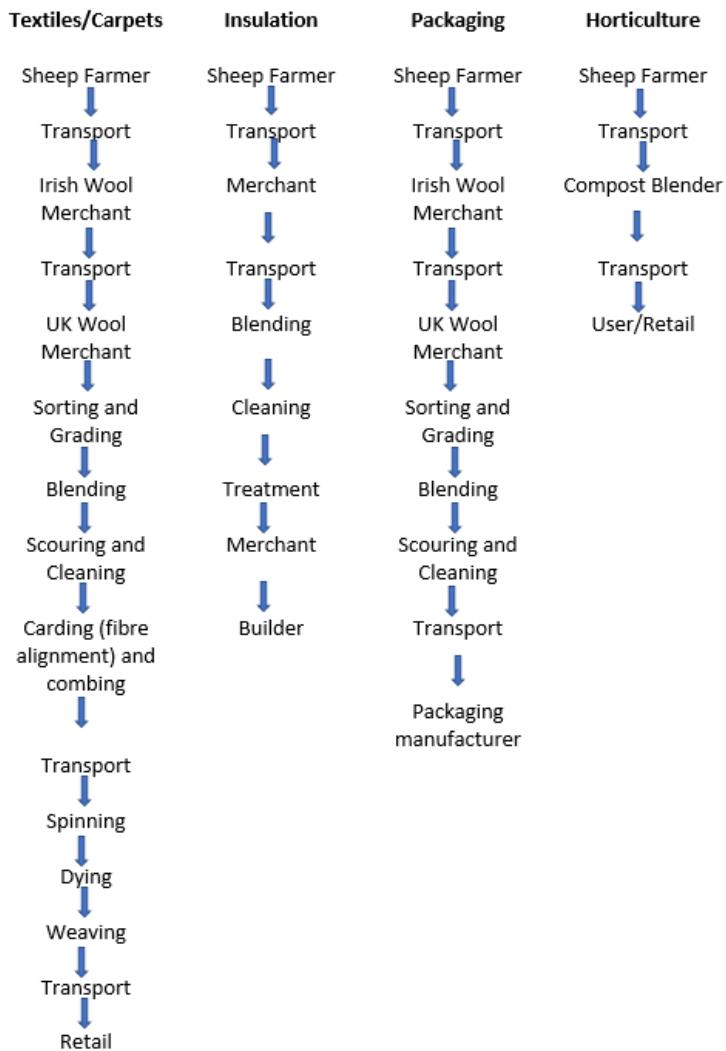 Textiles/Carpets
Sheep Farmer
Transport
Irish Wool
Merchant
Transport
UK Wool
Merchant
Sorting and
Grading
Blending
Scouring and
Cleaning
Carding (fibre
alignment) and
combing
Transport
Spinning
Dying
Weaving
Transport
Retail
Insulation
Sheep Farmer
Transport
Merchant
Transport
Blending
Cleaning
Treatment
Merchant
Builder
Packaging
Sheep Farmer
Transport
Irish Wool
Merchant
Transport
UK Wool
Merchant
Sorting and
Grading
Blending
Scouring and
Cleaning
Transport
Packaging
manufacturer
Horticulture
Sheep Farmer
Transport
Compost Blender
Transport
User/Retail